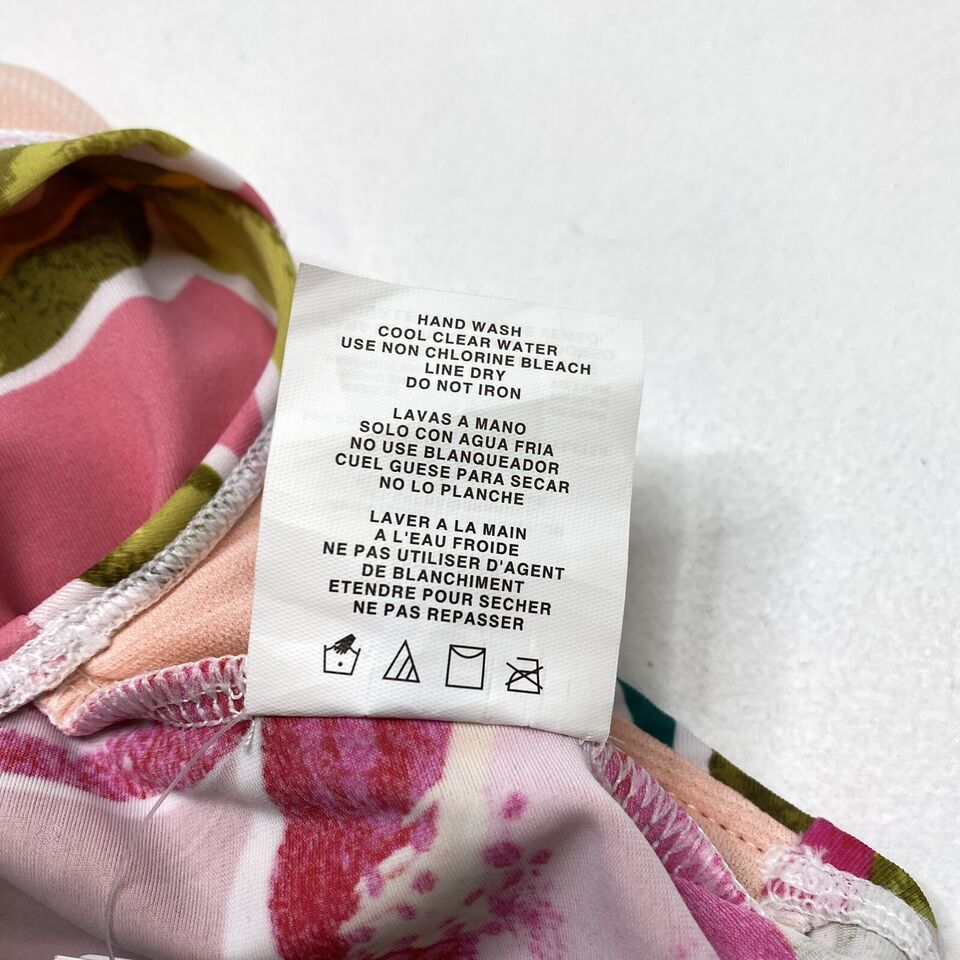 HAND WASH
COOL CLEAR WATER
USE NON CHLORINE BLEACH
LINE DRY
DO NOT IRON
LAVAS A MANO
SOLO CON AGUA FRIA
NO USE BLANQUEADOR
CUEL GUESE PARA SECAR
NO LO PLANCHE
LAVER A LA MAIN
A L'EAU FROIDE
NE PAS UTILISER D'AGENT
DE BLANCHIMENT
ETENDRE POUR SECHER
NE PAS REPASSER